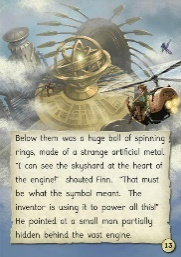 Below them was a huge ball of spinning
rings, made of a strange artificial metal.
"I can see the skyshard at the heart of
the engine!" shouted Finn. "That must
be what the symbol meant. The
inventor is using it to power all this!"
He pointed at a small man partially
hidden behind the vast engine.
13